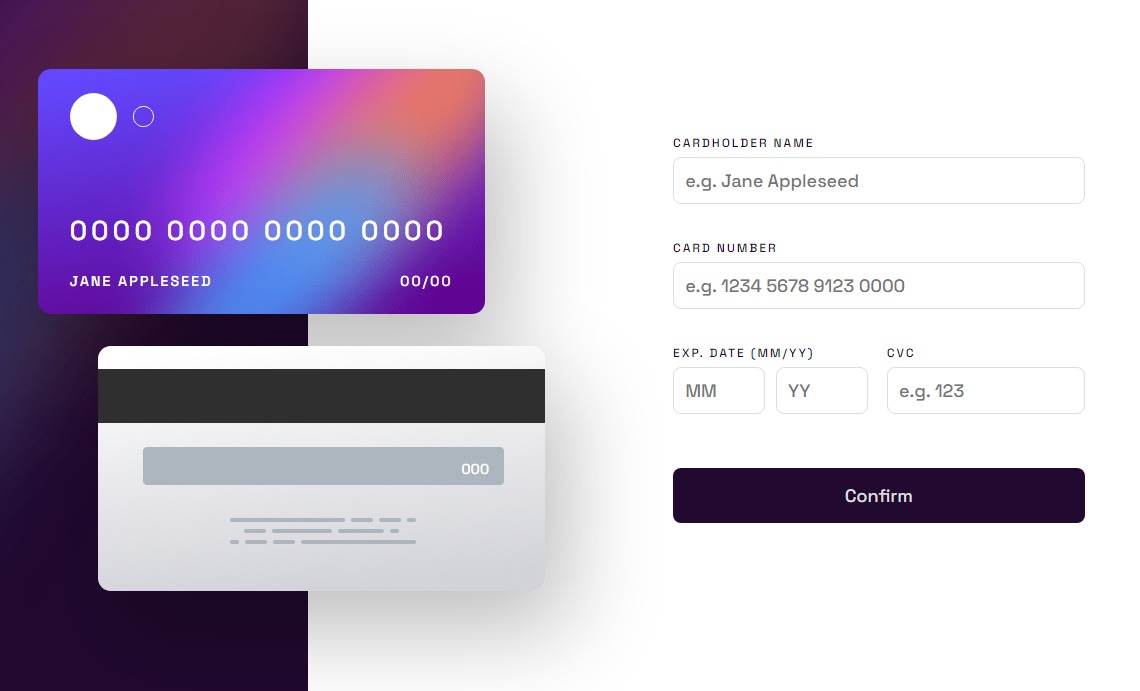 0000 0000 0000 0000
JANE APPLESEED 00/00
000
CARDHOLDER NAME
e.g. Jane Appleseed
CARD NUMBER
e.g. 1234 5678 9123 0000
EXP. DATE (MM/YY) CVC
MM YY e.g. 123
Confirm